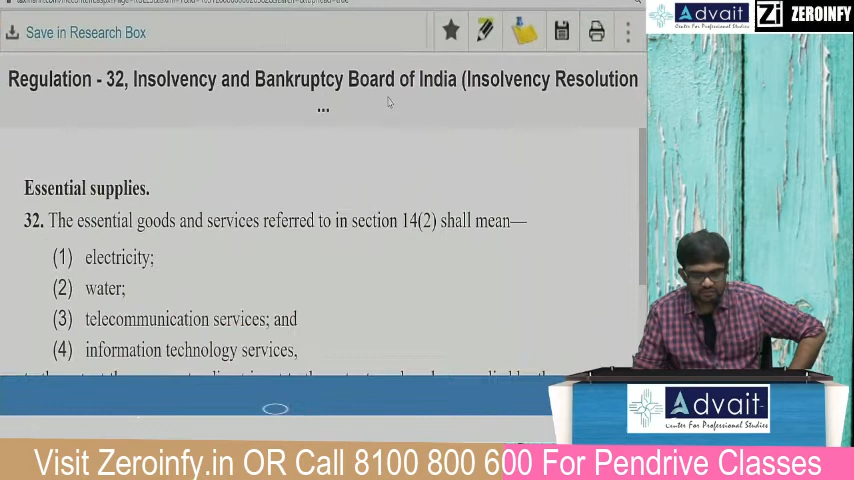 Save in Research Box
Advait
Center For Professional Studies
Zi ZEROINFY
Regulation - 32, Insolvency and Bankruptcy Board of India (Insolvency Resolution
...
Essential supplies.
32. The essential goods and services referred to in section 14(2) shall mean—
(1) electricity;
(2) water;
(3) telecommunication services; and
(4) information technology services,
Advait
Center For Professional Studies
Visit Zeroinfy.in OR Call 8100 800 600 For Pendrive Classes